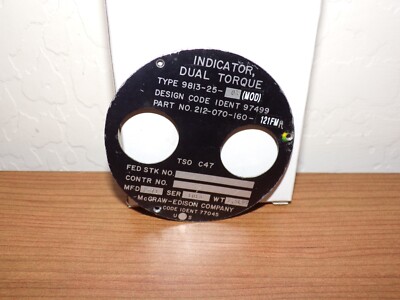 INDICATOR,
DUAL TORQUE
TYPE 9813-25- (MOD)
DESIGN CODE IDENT 97499
PART NO. 212-070-160-121FM
TSO C47
FED STK NO.
CONTR NO.
MFD SER WT
McGRAW-EDISON COMPANY
CODE IDENT 77045
U S